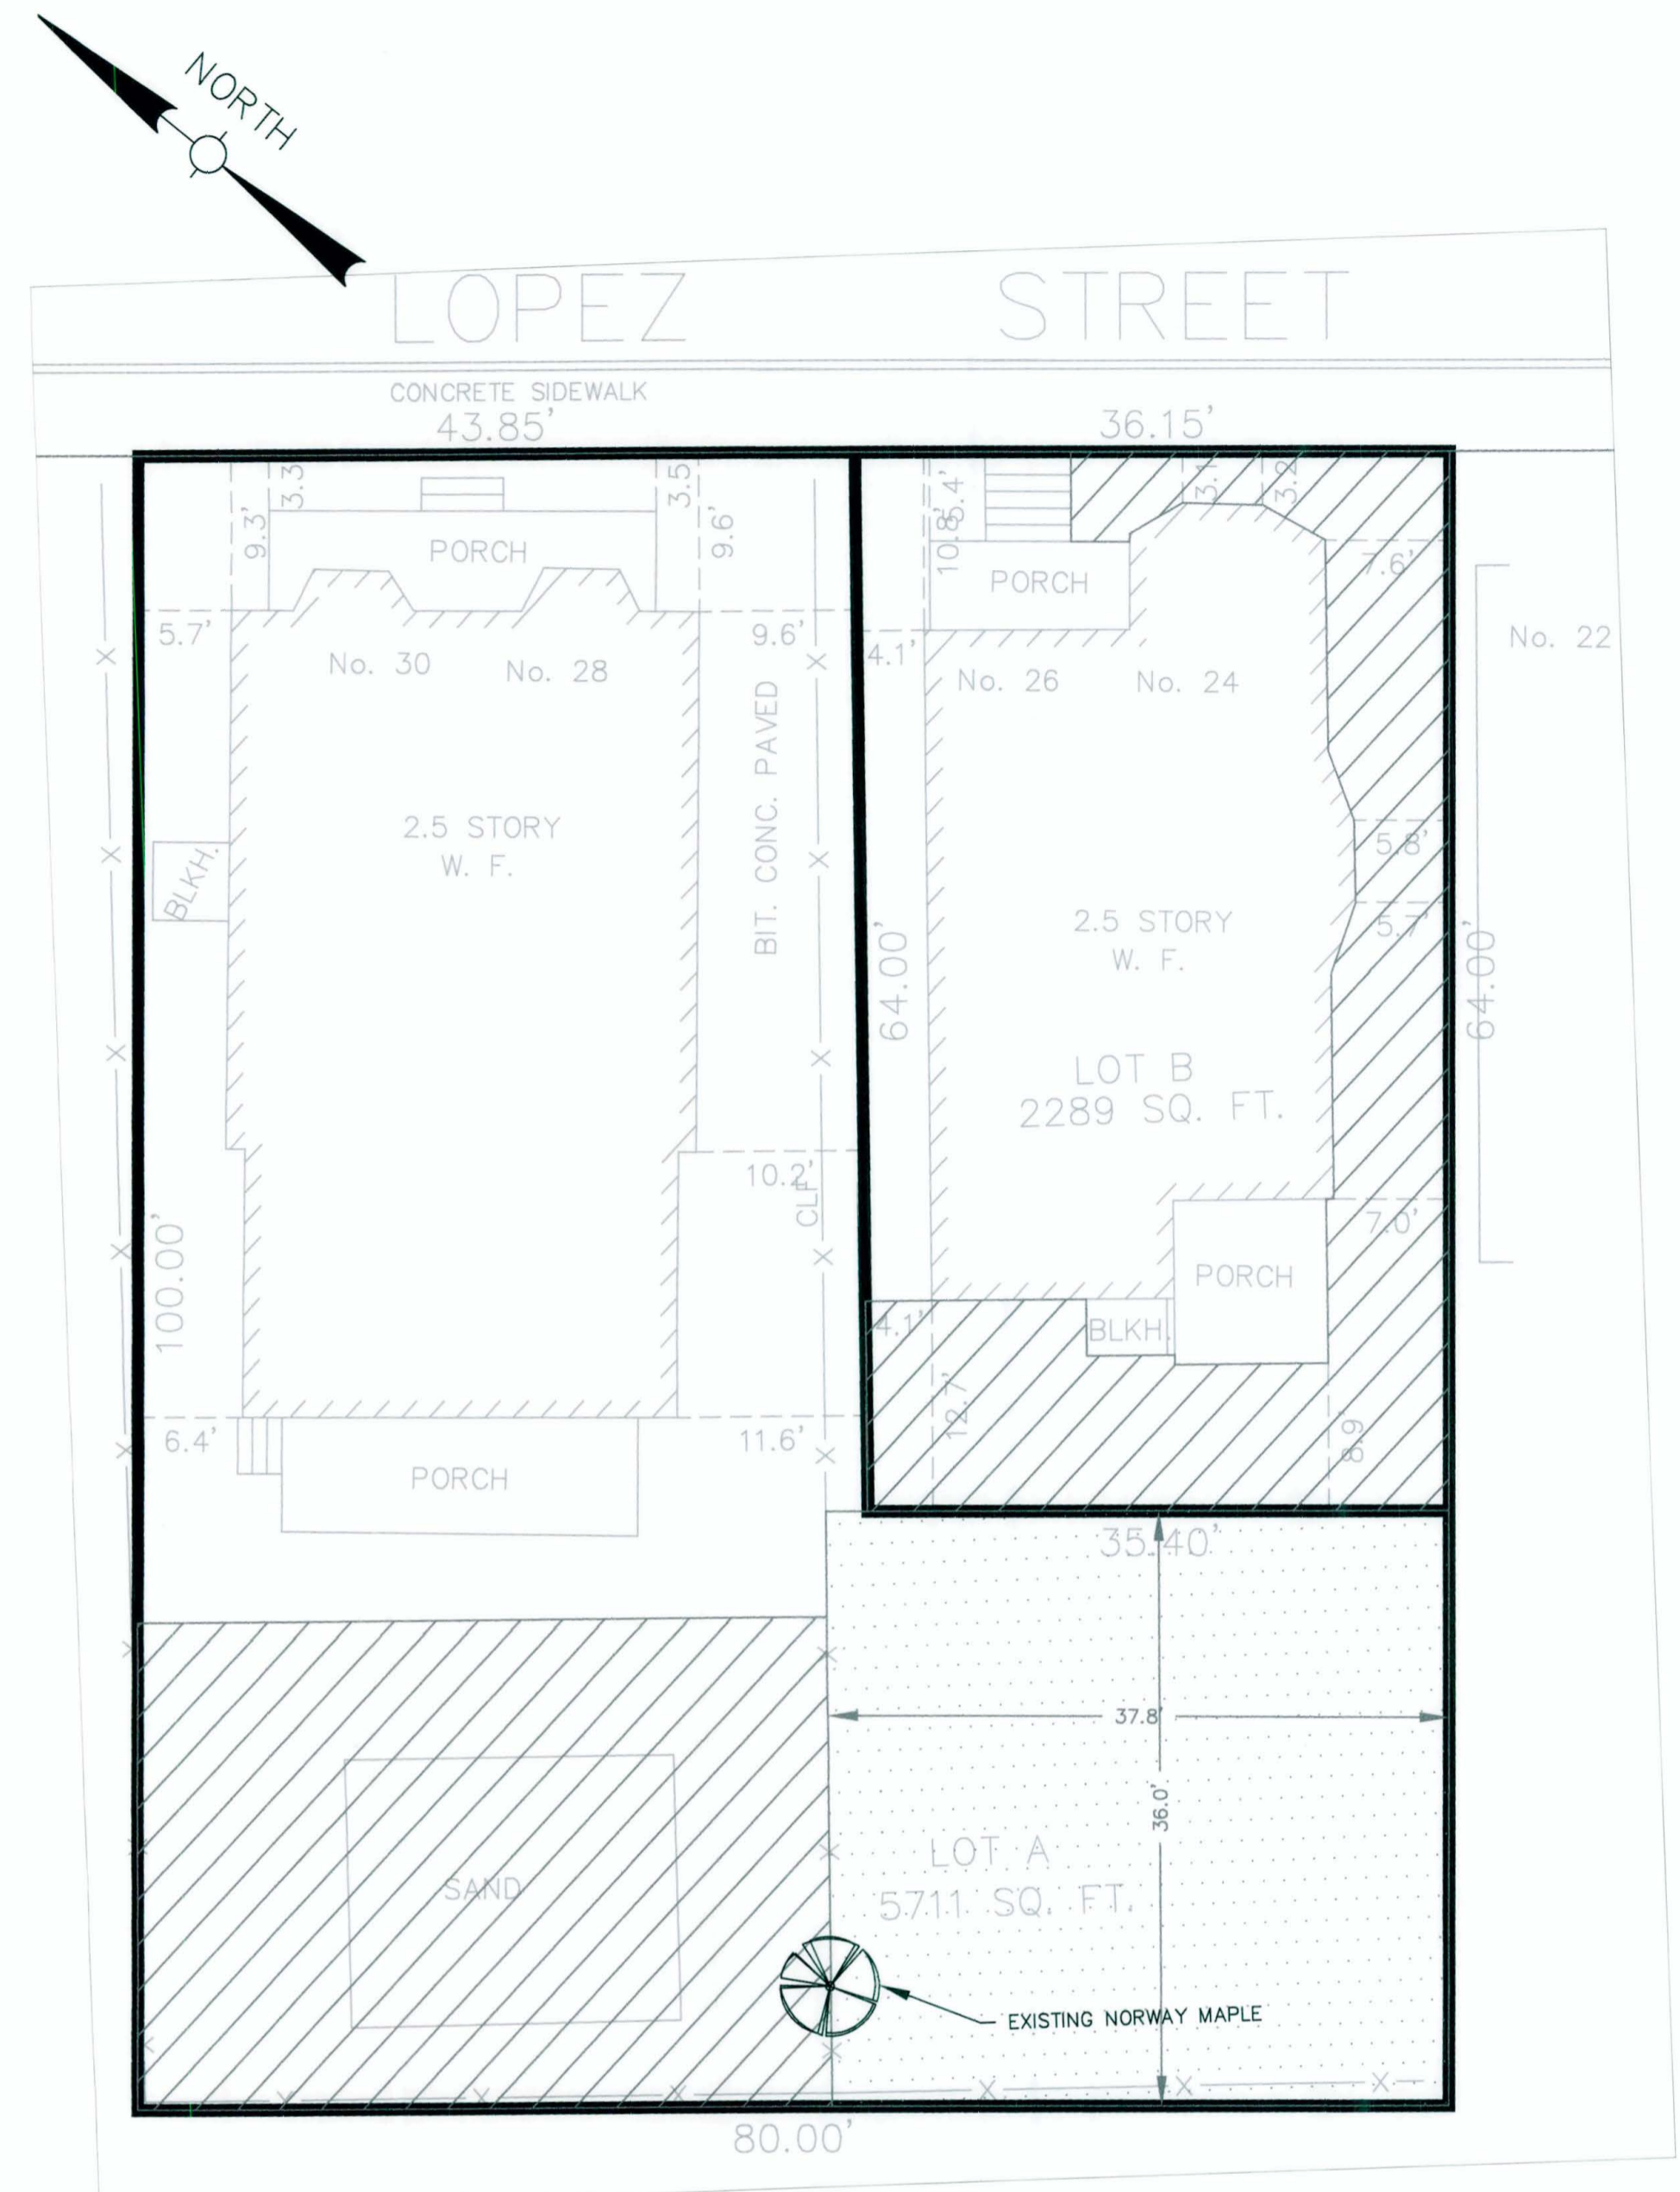 NORTH
LOPEZ STREET
CONCRETE SIDEWALK
43.85'
36.15'
3.3
9.3'
3.5
9.6'
PORCH
5.7'
9.6'
No. 30
No. 28
5.4'
10.8'
3.1
3.2
PORCH
7.6'
4.1'
No. 26
No. 24
No. 22
2.5 STORY
W. F.
BLKH.
BIT. CONC. PAVED
5.8'
5.7'
2.5 STORY
W. F.
64.00'
64.00'
LOT B
2289 SQ. FT.
10.2'
CLF
7.0'
100.00'
PORCH
4.1'
BLKH.
12.7'
8.9'
6.4'
11.6'
PORCH
35.40'
37.8'
36.0'
LOT A
5711 SQ. FT.
SAND
EXISTING NORWAY MAPLE
80.00'